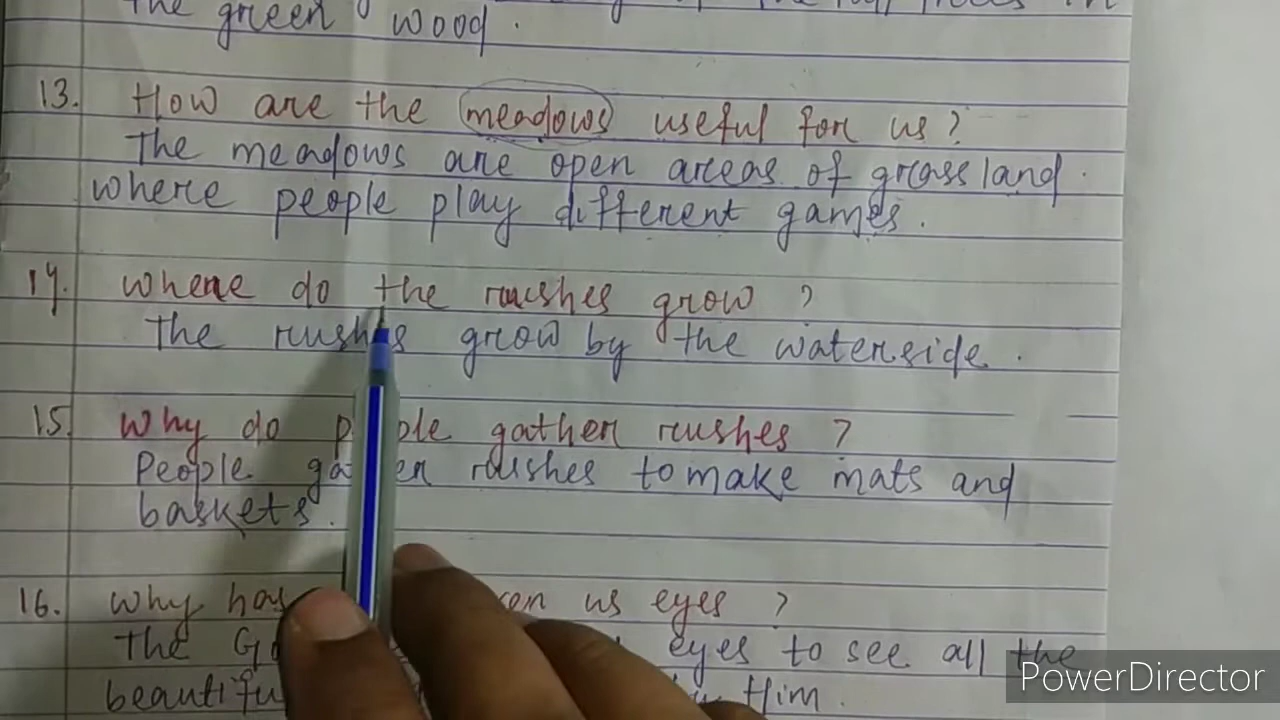 the green wood.
13. How are the meadows useful for us?
The meadows are open areas of grassland.
where people play different games.
14. Where do the rushes grow?
The rushes grow by the waterside.
15. Why do people gather rushes?
People gather rushes to make mats and
baskets.
16. Why has us eyes?
The eyes to see all the
Him.
PowerDirector